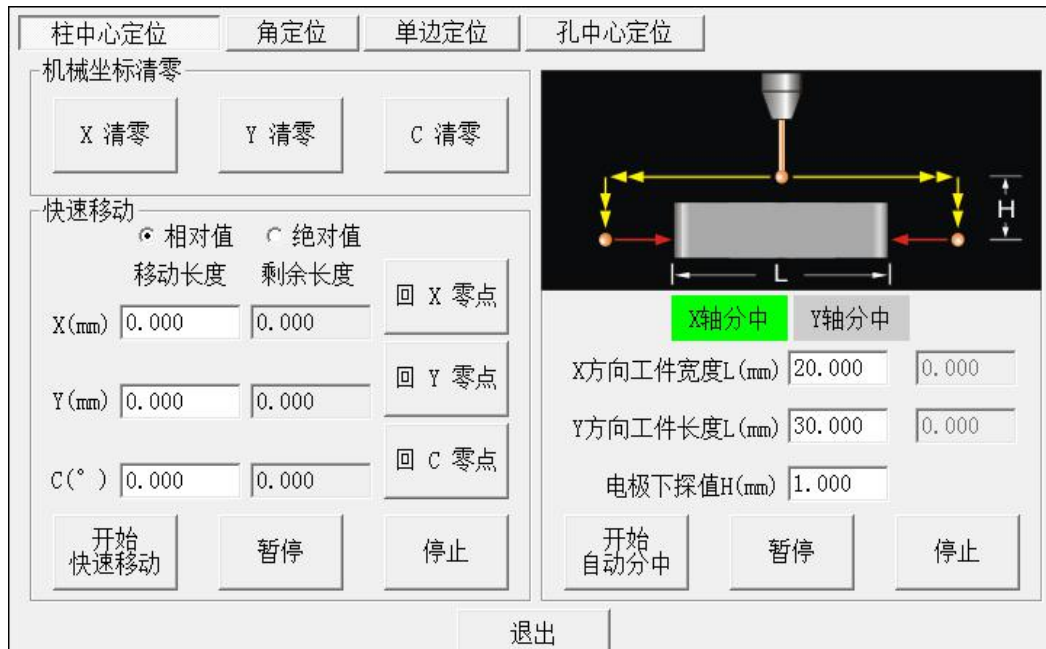 柱中心定位 角定位 单边定位 孔中心定位
机械坐标清零
X 清零 Y 清零 C 清零
快速移动
相对值 绝对值
移动长度 剩余长度
X(mm) 0.000 0.000 回 X 零点
Y(mm) 0.000 0.000 回 Y 零点
C(°) 0.000 0.000 回 C 零点
开始
快速移动 暂停 停止
H
L
X轴分中 Y轴分中
X方向工件宽度L(mm) 20.000 0.000
Y方向工件长度L(mm) 30.000 0.000
电极下探值H(mm) 1.000
开始
自动分中 暂停 停止
退出